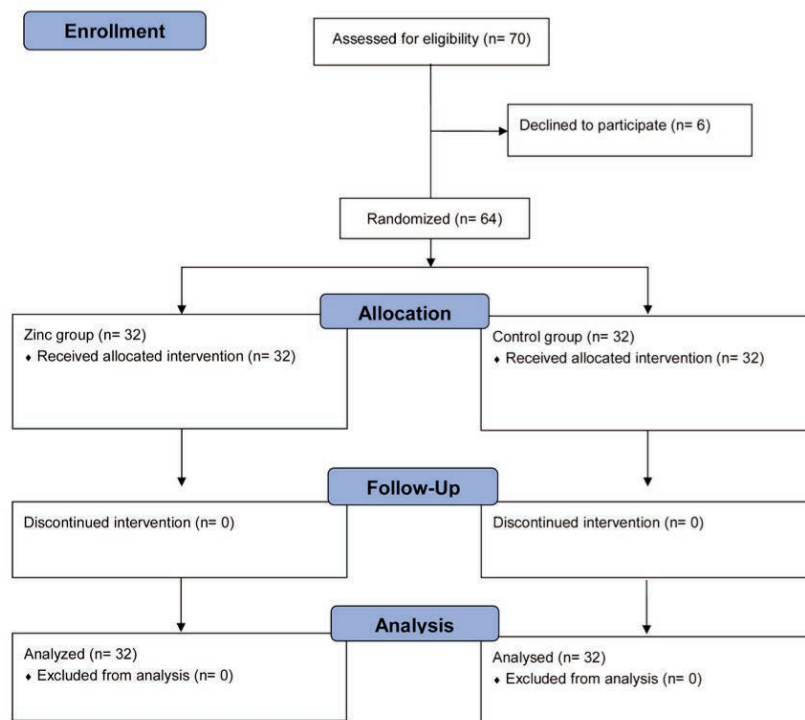 Enrollment
Assessed for eligibility (n= 70)
Declined to participate (n= 6)
Randomized (n= 64)
Allocation
Zinc group (n= 32)
♦ Received allocated intervention (n= 32)
Control group (n= 32)
♦ Received allocated intervention (n= 32)
Follow-Up
Discontinued intervention (n= 0)
Discontinued intervention (n= 0)
Analysis
Analyzed (n= 32)
♦ Excluded from analysis (n= 0)
Analysed (n= 32)
♦ Excluded from analysis (n= 0)